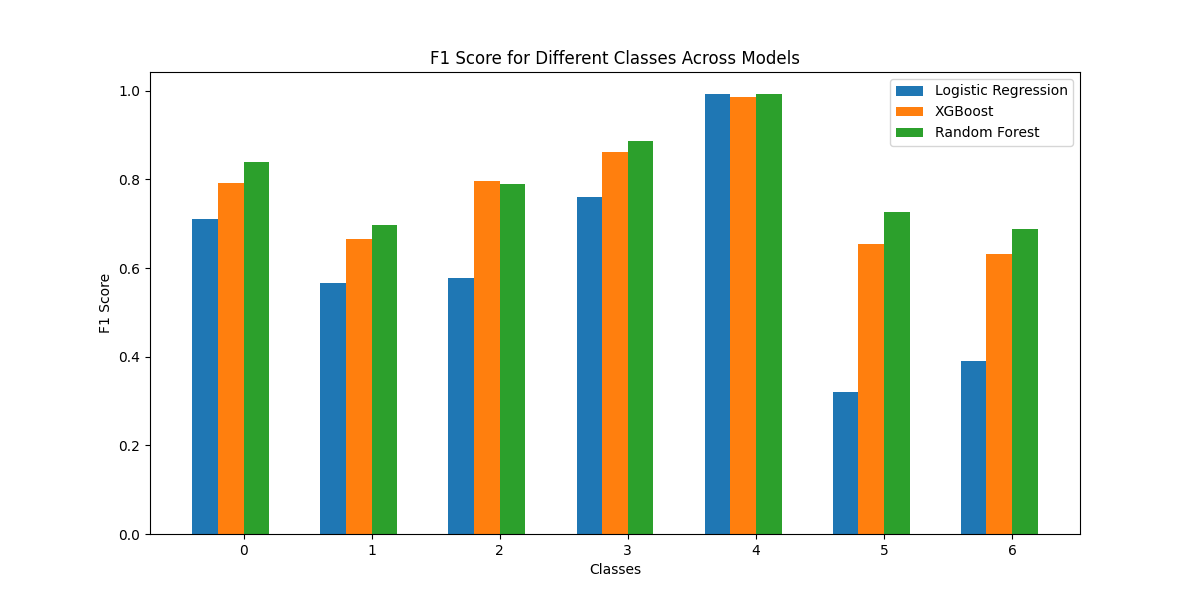 F1 Score for Different Classes Across Models
Logistic Regression
XGBoost
Random Forest
F1 Score
1.0
0.8
0.6
0.4
0.2
0.0
0 1 2 3 4 5 6
Classes